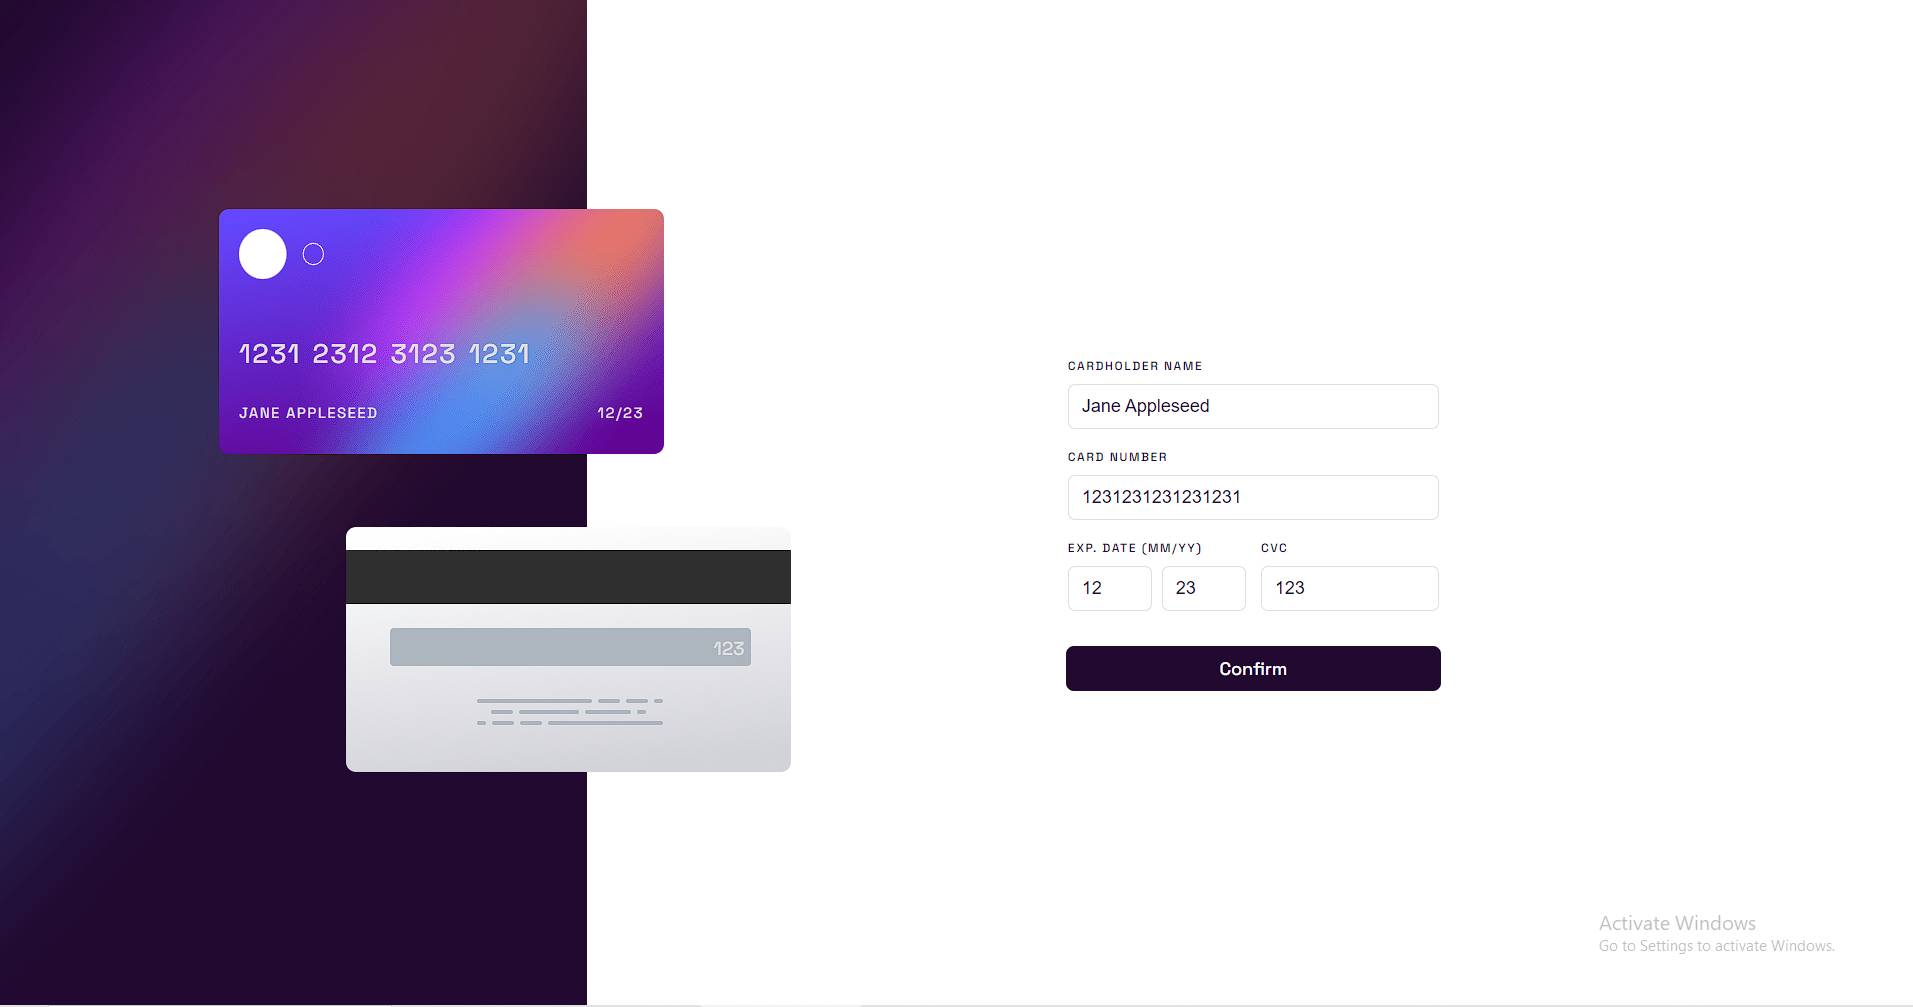 1231 2312 3123 1231
JANE APPLESEED 12/23
123
CARDHOLDER NAME
Jane Appleseed
CARD NUMBER
1231231231231231
EXP. DATE (MM/YY) CVC
12 23 123
Confirm
Activate Windows
Go to Settings to activate Windows.